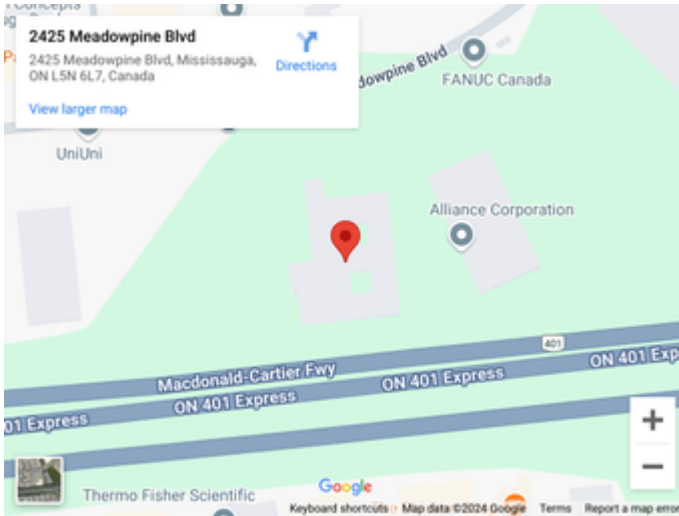 Concepts
2425 Meadowpine Blvd
2425 Meadowpine Blvd, Mississauga,
ON L5N 6L7, Canada
Directions
View larger map
dowpine Blvd
FANUC Canada
UniUni
Alliance Corporation
401
Macdonald-Cartier Fwy
ON 401 Exp
ON 401 Express
ON 401 Express
01 Express
Thermo Fisher Scientific
Google
Keyboard shortcuts
Map data ©2024 Google
Terms
Report a map error